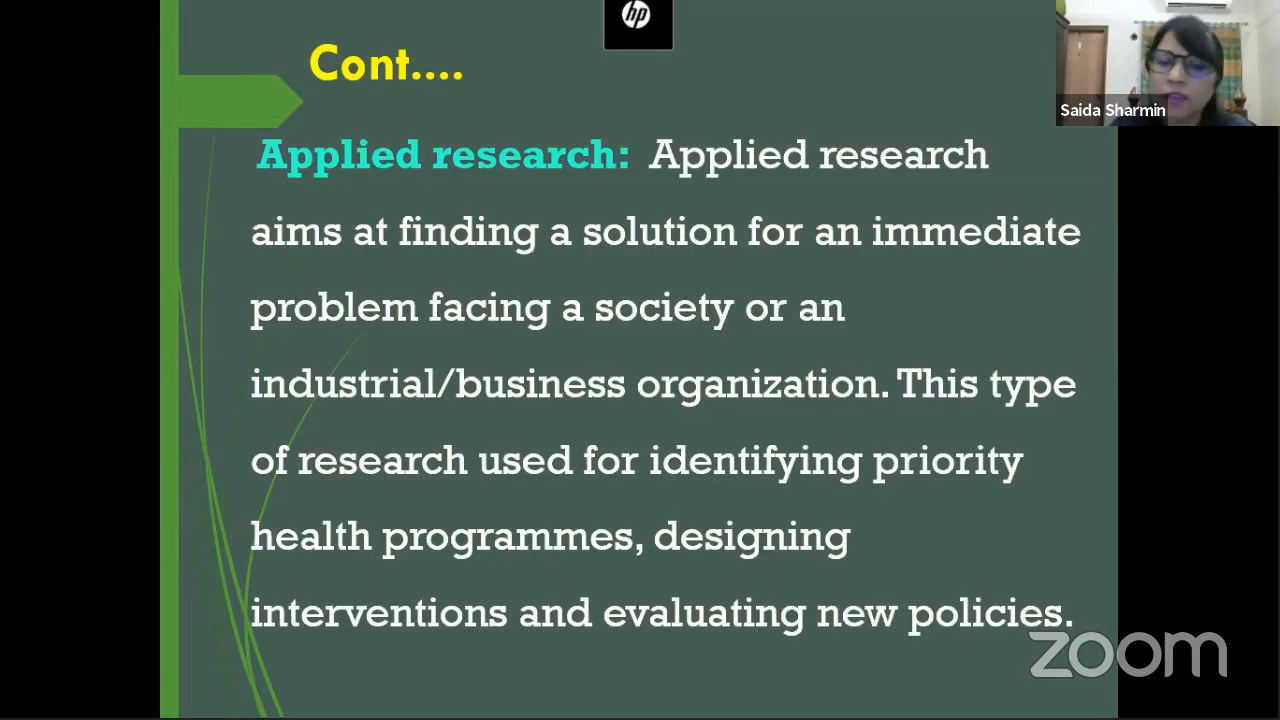 hp
Cont....
Saida Sharmin
Applied research: Applied research
aims at finding a solution for an immediate
problem facing a society or an
industrial/business organization. This type
of research used for identifying priority
health programmes, designing
interventions and evaluating new policies.
zoom